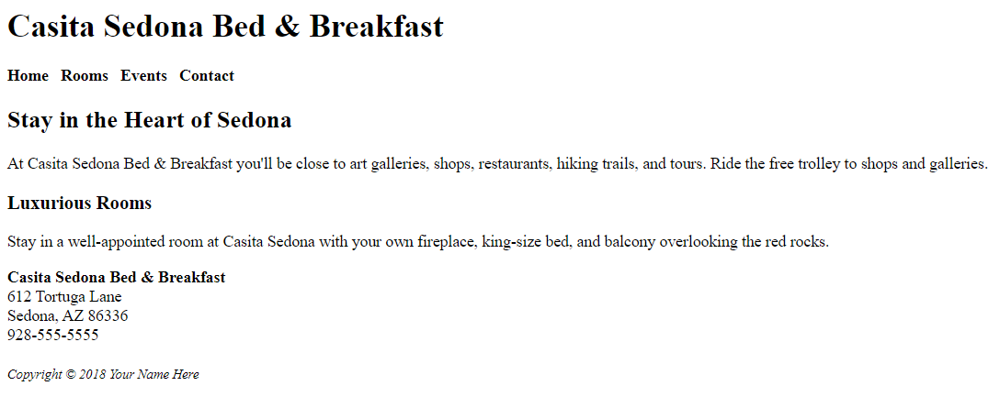 Casita Sedona Bed & Breakfast
Home Rooms Events Contact
Stay in the Heart of Sedona
At Casita Sedona Bed & Breakfast you'll be close to art galleries, shops, restaurants, hiking trails, and tours. Ride the free trolley to shops and galleries.
Luxurious Rooms
Stay in a well-appointed room at Casita Sedona with your own fireplace, king-size bed, and balcony overlooking the red rocks.
Casita Sedona Bed & Breakfast
612 Tortuga Lane
Sedona, AZ 86336
928-555-5555
Copyright © 2018 Your Name Here